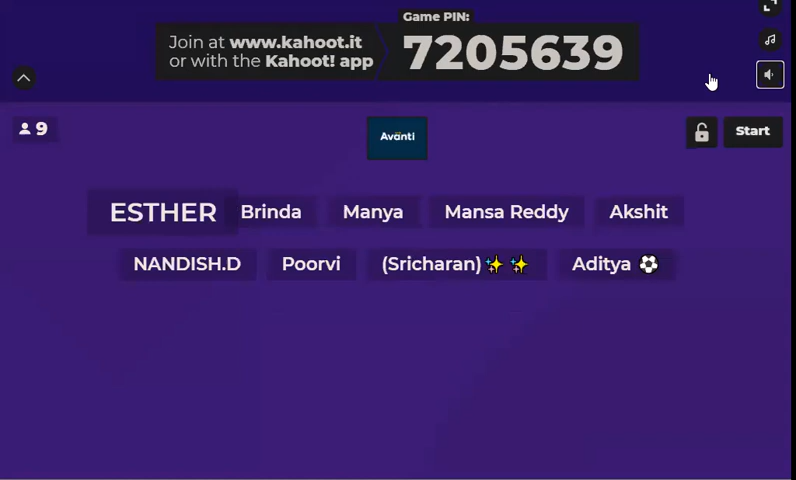 Game PIN:
Join at www.kahoot.it
or with the Kahoot! app
7205639
9
Avanti
Start
ESTHER Brinda Manya Mansa Reddy Akshit
NANDISH.D Poorvi (Sricharan)✨ ✨ Aditya ⚽